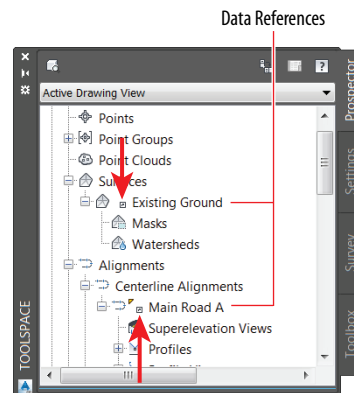 Data References
Active Drawing View
Points
Point Groups
Point Clouds
Surfaces
Existing Ground
Masks
Watersheds
Alignments
Centerline Alignments
Main Road A
Superelevation Views
Profiles
TOOLSPACE
Prospector
Settings
Survey
Toolbox